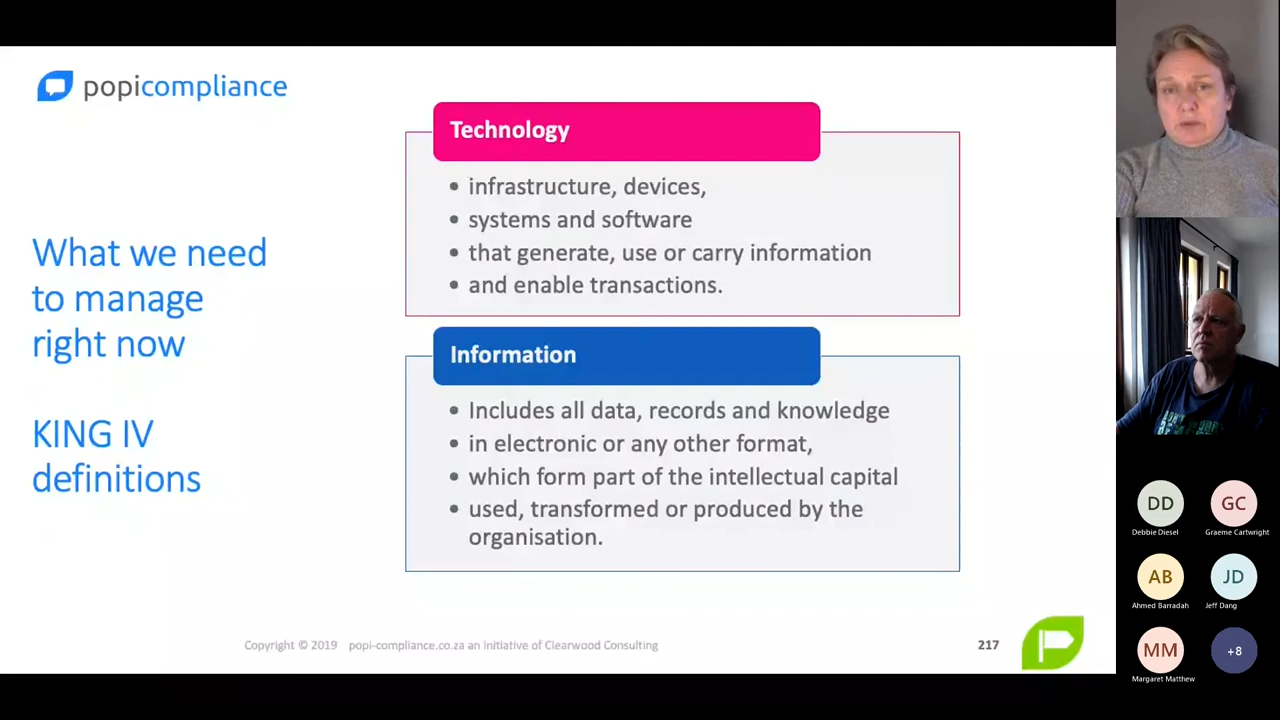 popicompliance
What we need
to manage
right now
KING IV
definitions
Technology
• infrastructure, devices,
• systems and software
• that generate, use or carry information
• and enable transactions.
Information
• Includes all data, records and knowledge
• in electronic or any other format,
• which form part of the intellectual capital
• used, transformed or produced by the
organisation.
Copyright © 2019 popi-compliance.co.za an initiative of Clearwood Consulting
217
DD
GC
Debbie Diesel
Graeme Cartwright
AB
JD
Ahmed Barradah
Jeff Dang
MM
+8
Margaret Matthew